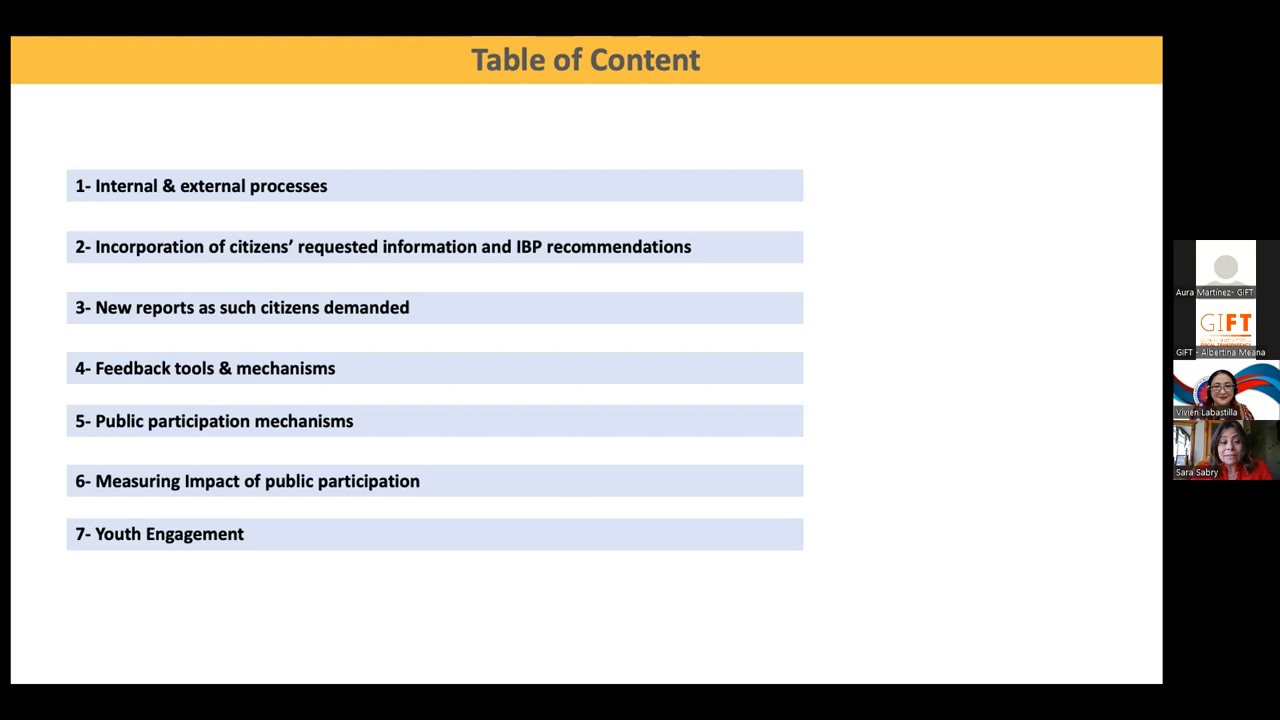 Table of Content
1- Internal & external processes
2- Incorporation of citizens’ requested information and IBP recommendations
3- New reports as such citizens demanded
4- Feedback tools & mechanisms
5- Public participation mechanisms
6- Measuring Impact of public participation
7- Youth Engagement
Aura Martínez- GIFT
GIFT
GIFT - Albertina Meana
Vivien Labastilla
Sara Sabry